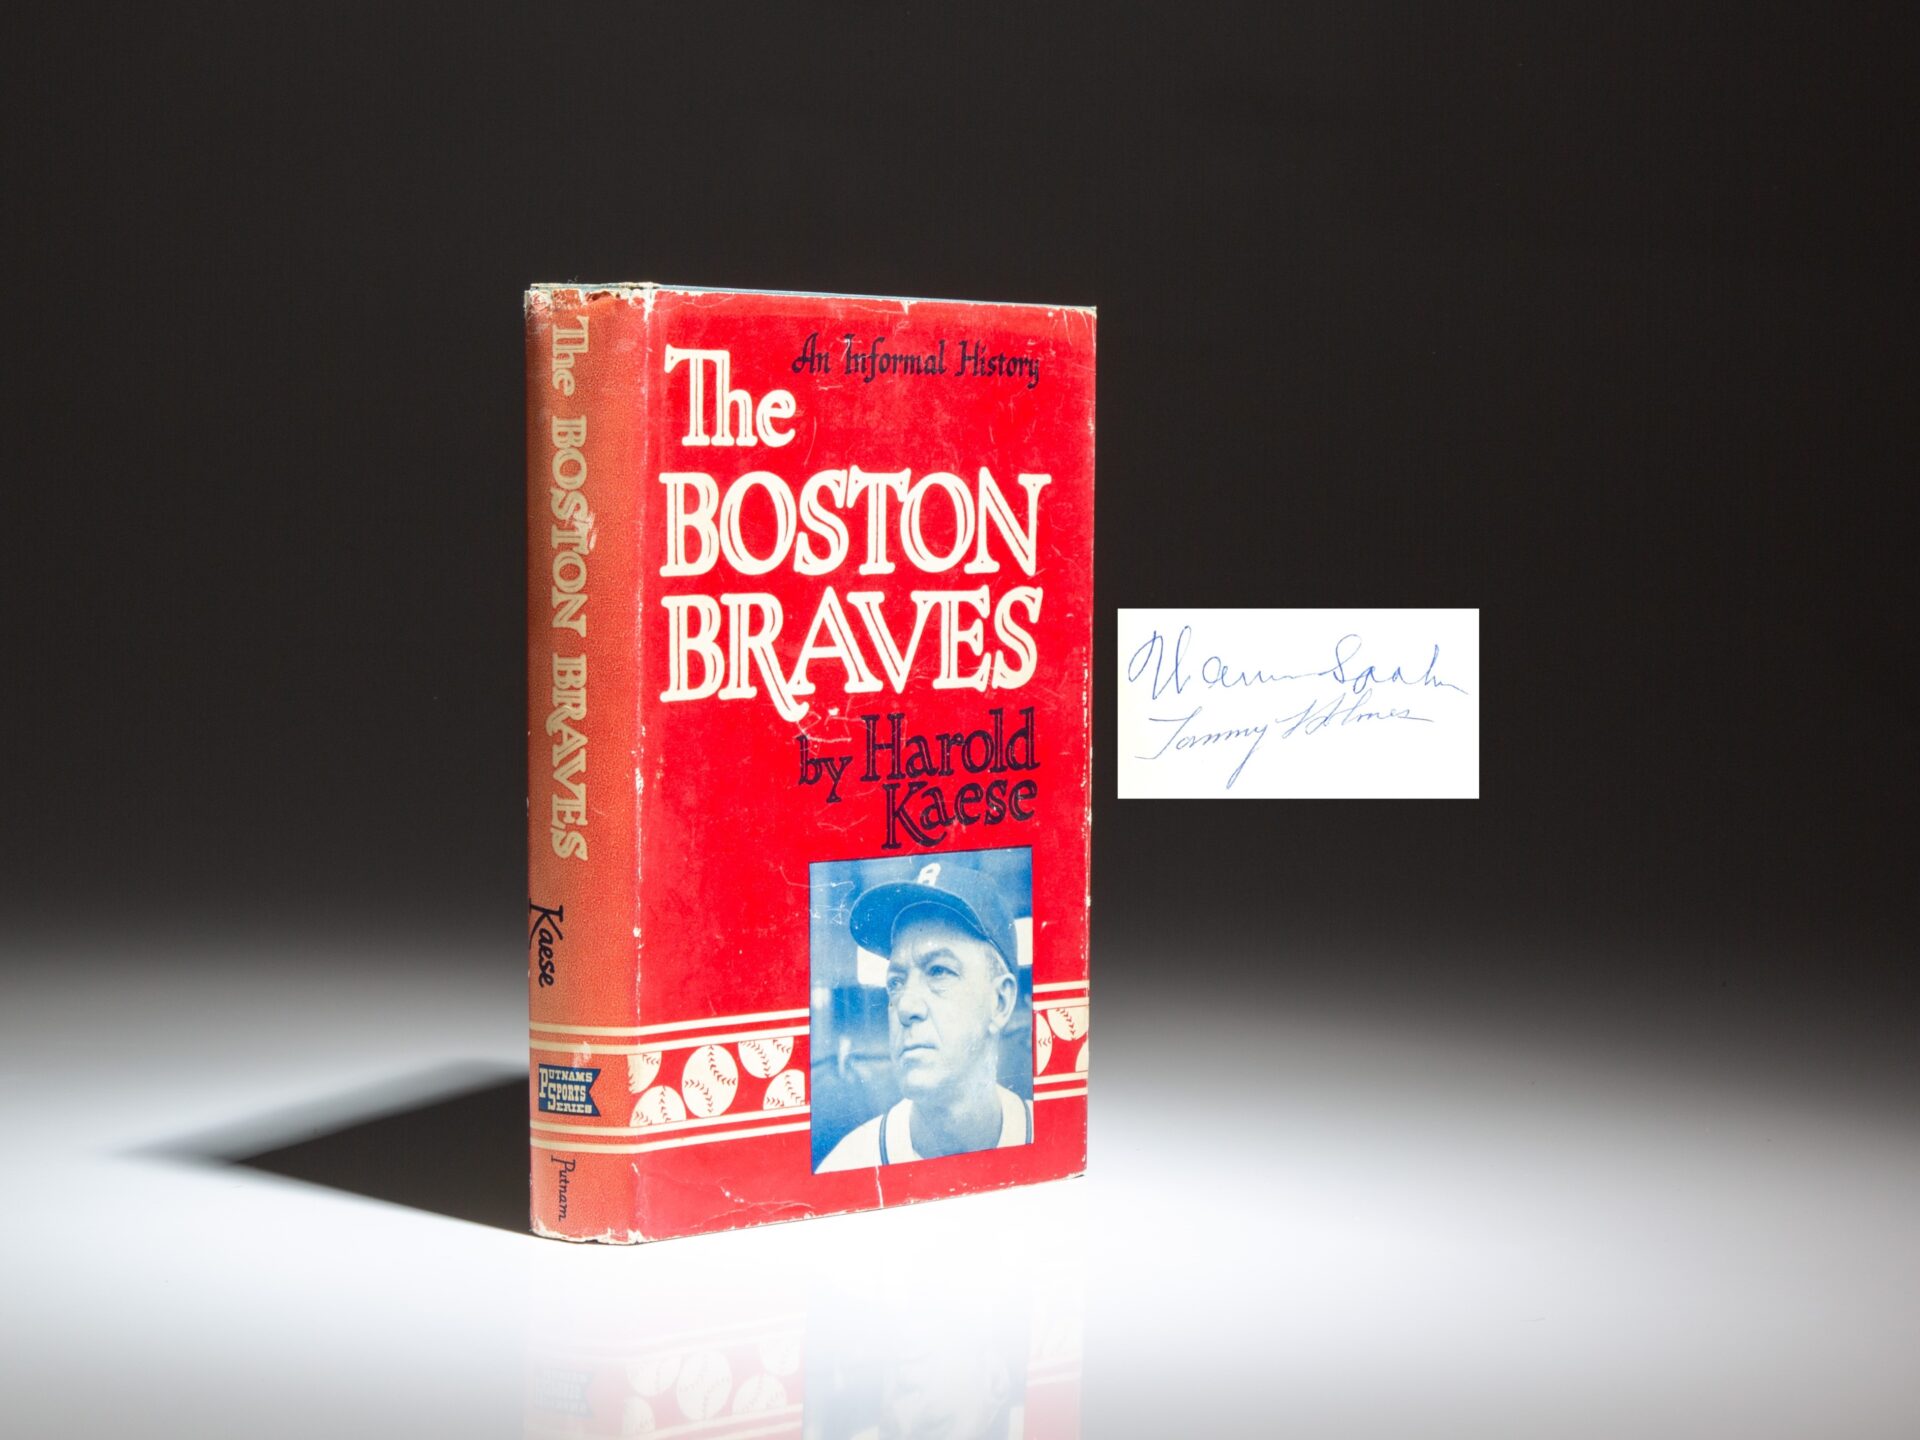 The BOSTON BRAVES
Kaese
PUTNAMS
SPORTS
SERIES
Putnam
An Informal History
The
BOSTON
BRAVES
by Harold
Kaese
B
Warren Spahn
Tommy Holmes